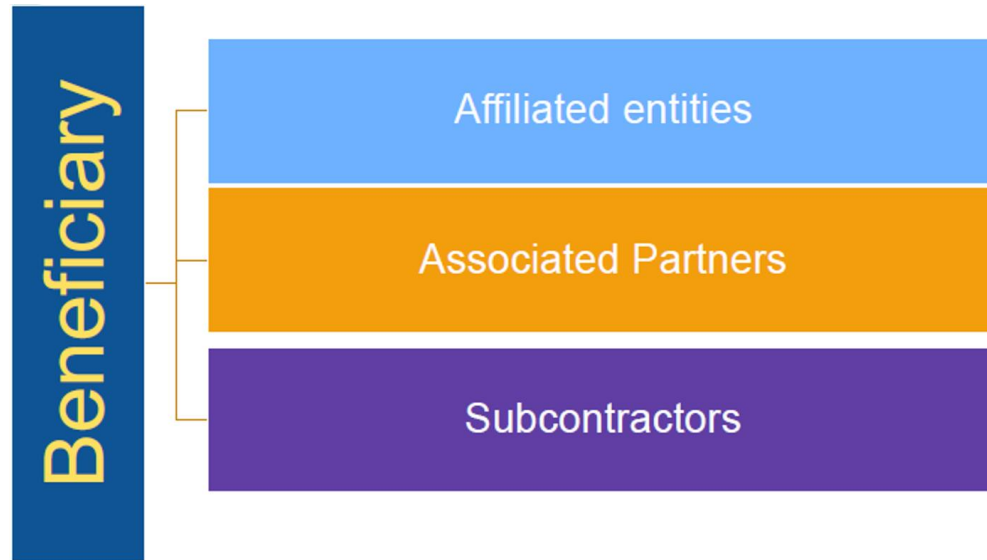 Beneficiary
Affiliated entities
Associated Partners
Subcontractors